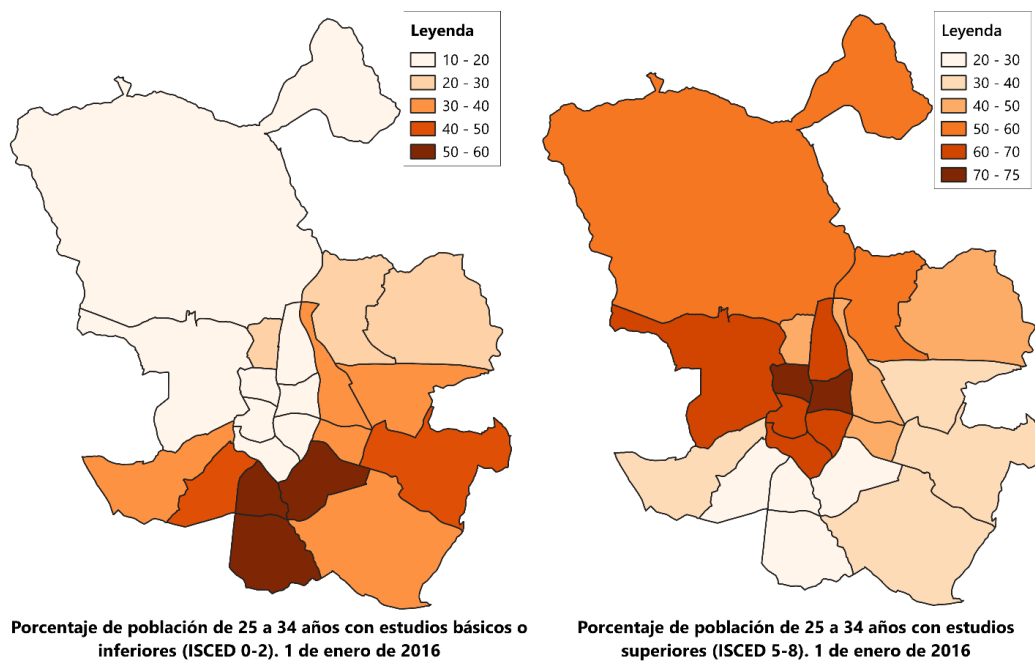 Leyenda
10 - 20
20 - 30
30 - 40
40 - 50
50 - 60
Porcentaje de población de 25 a 34 años con estudios básicos o
inferiores (ISCED 0-2). 1 de enero de 2016
Leyenda
20 - 30
30 - 40
40 - 50
50 - 60
60 - 70
70 - 75
Porcentaje de población de 25 a 34 años con estudios
superiores (ISCED 5-8). 1 de enero de 2016